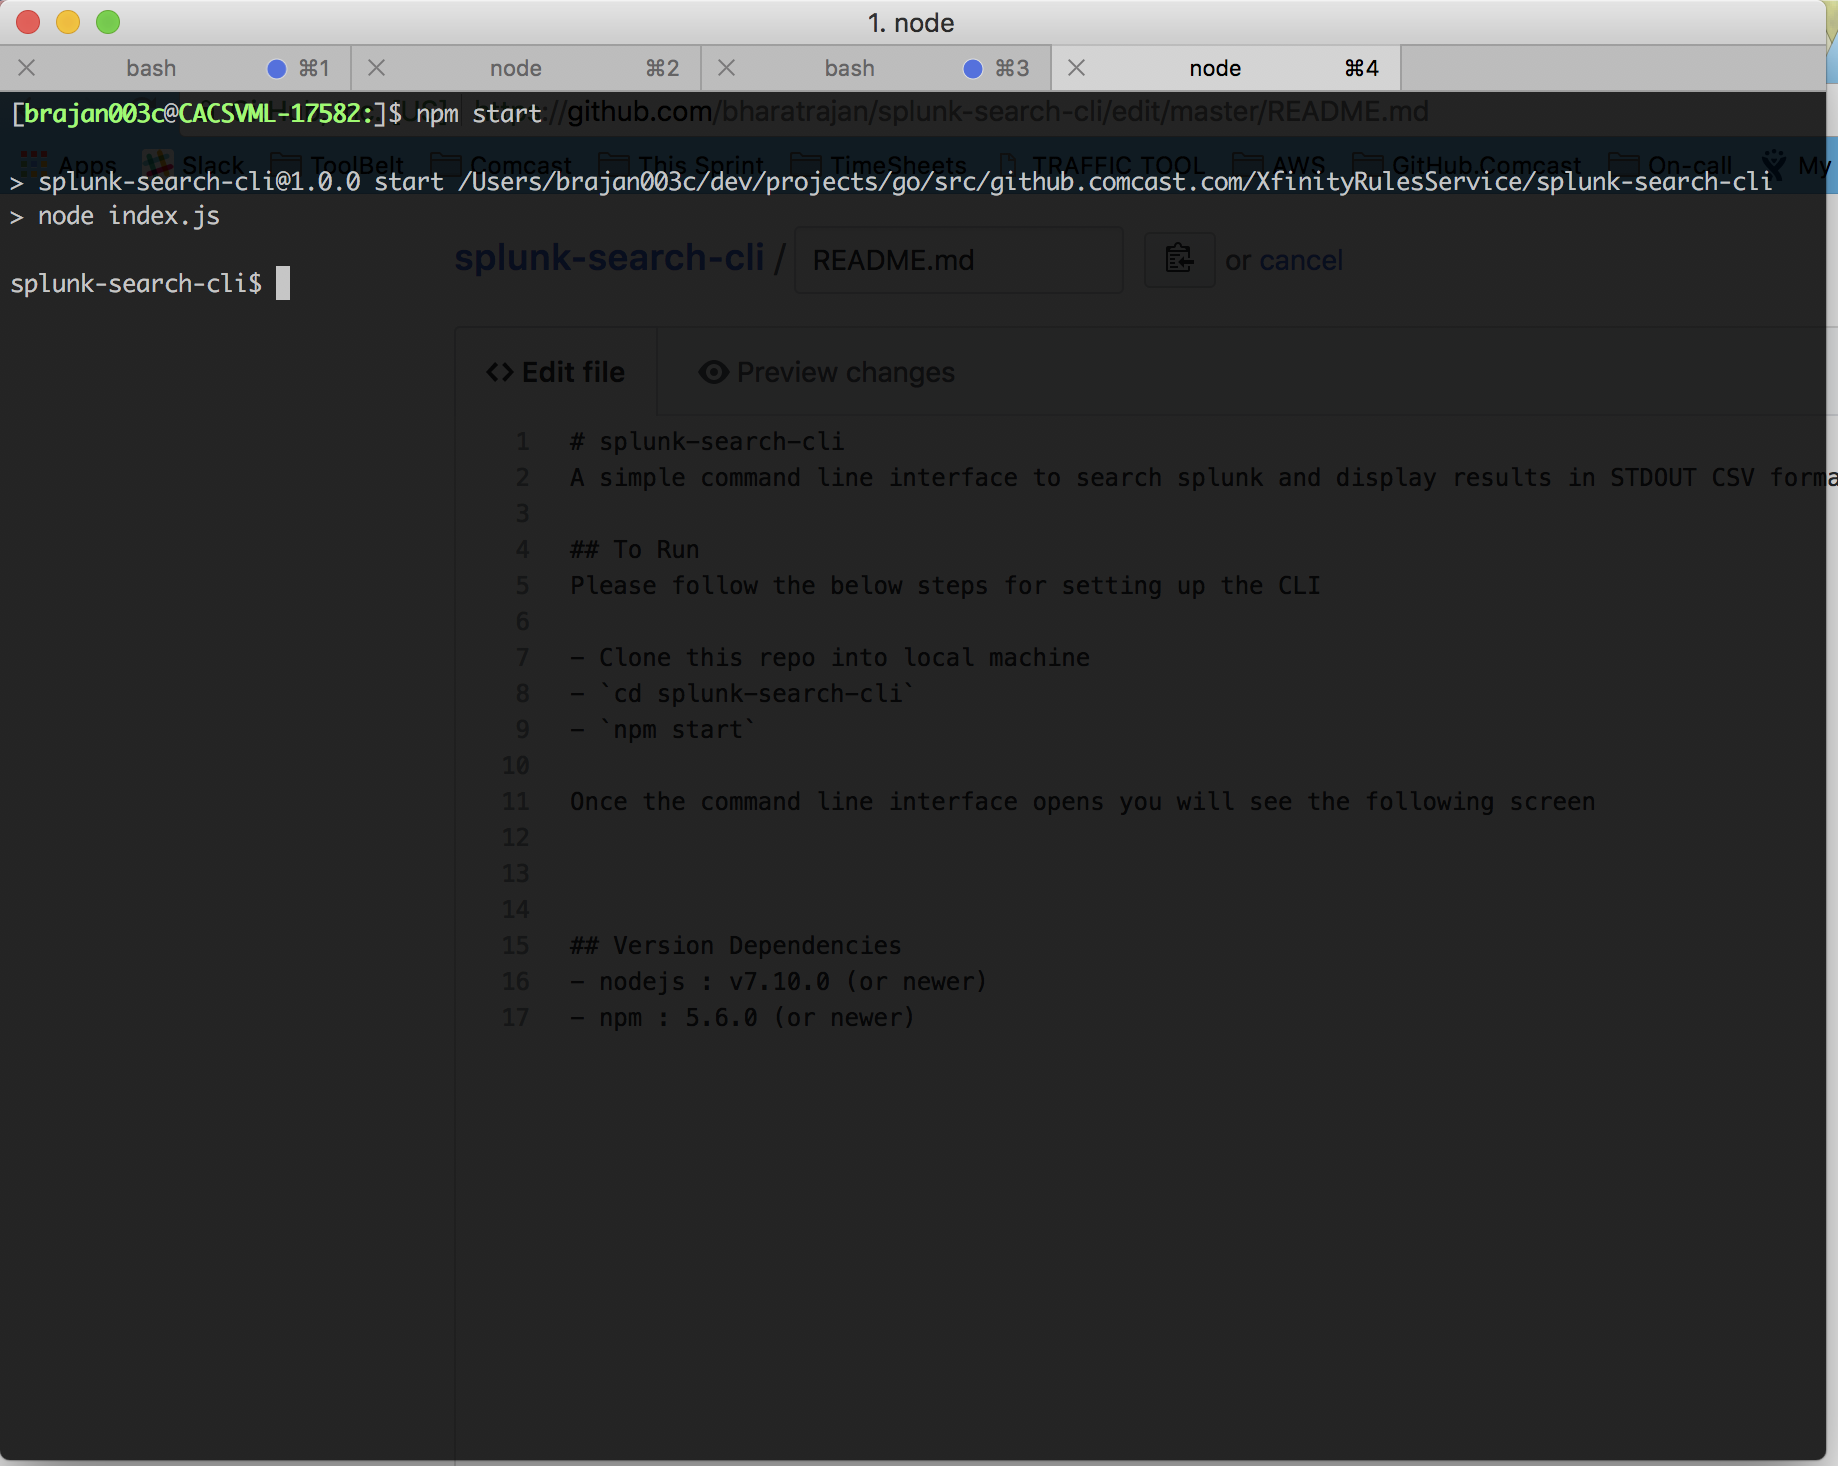 1. node
bash ⌘1 node ⌘2 bash ⌘3 node ⌘4
[brajan003c@CACSVML-17582:]$ npm start
github.com/bharatrajan/splunk-search-cli/edit/master/README.md
Apps Slack ToolBelt Comcast This Sprint TimeSheets TRAFFIC TOOL AWS GitHub.Comcast On-call My
> splunk-search-cli@1.0.0 start /Users/brajan003c/dev/projects/go/src/github.comcast.com/XfinityRulesService/splunk-search-cli
> node index.js
splunk-search-cli / README.md or cancel
splunk-search-cli$
<> Edit file Preview changes
1 # splunk-search-cli
2 A simple command line interface to search splunk and display results in STDOUT CSV forma
3
4 ## To Run
5 Please follow the below steps for setting up the CLI
6
7 - Clone this repo into local machine
8 - `cd splunk-search-cli`
9 - `npm start`
10
11 Once the command line interface opens you will see the following screen
12
13
14
15 ## Version Dependencies
16 - nodejs : v7.10.0 (or newer)
17 - npm : 5.6.0 (or newer)